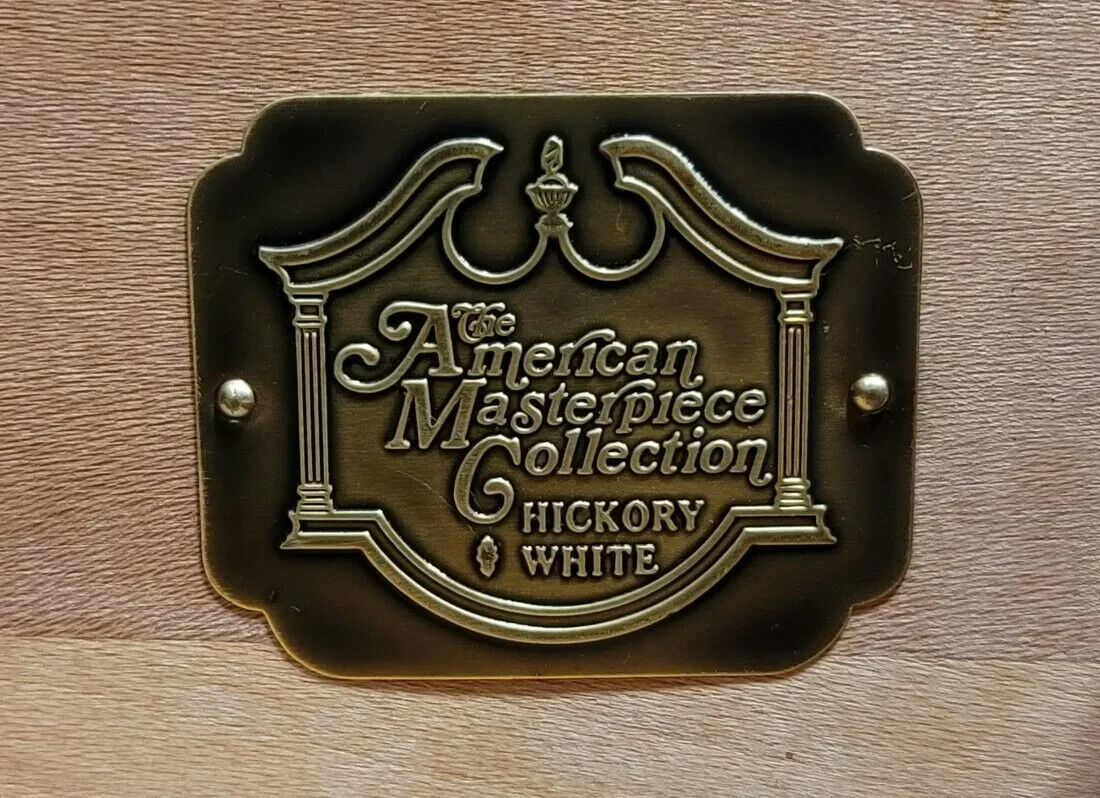 The
American
Masterpiece
Collection
HICKORY
WHITE